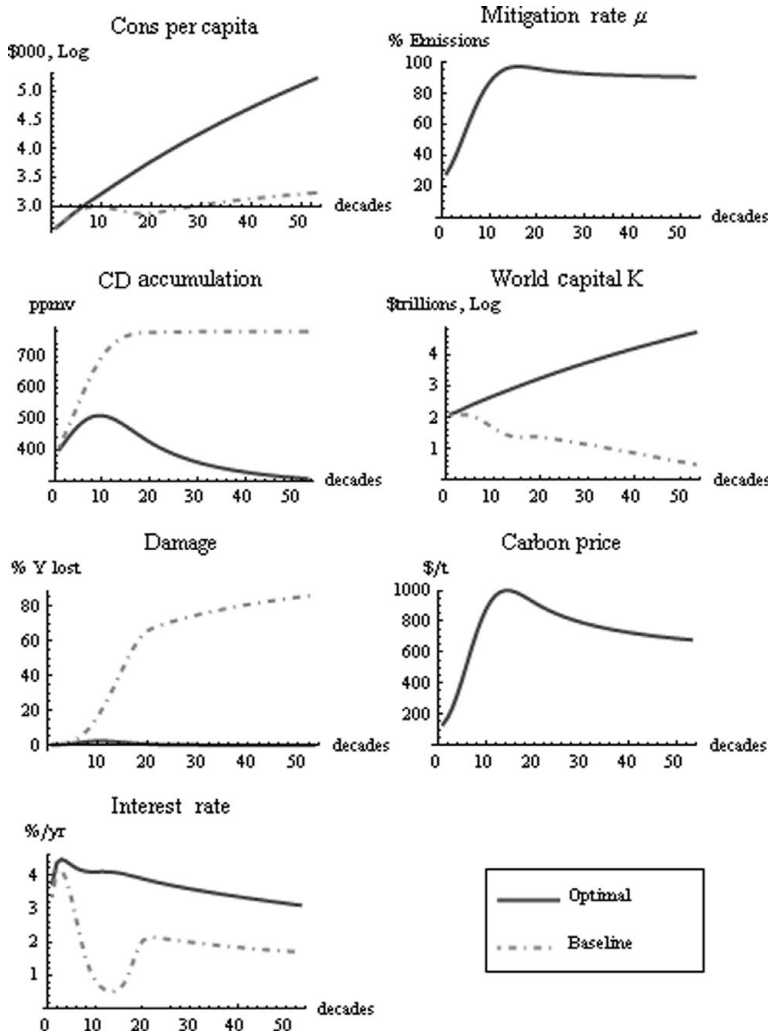 Cons per capita
$000, Log
5.0
4.5
4.0
3.5
3.0
2.5
0 10 20 30 40 50
decades
Mitigation rate μ
% Emissions
100
80
60
40
20
0 10 20 30 40 50
decades
CD accumulation
ppmv
700
600
500
400
0 10 20 30 40 50
decades
World capital K
$trillions, Log
4
3
2
1
0 10 20 30 40 50
decades
Damage
% Y lost
80
60
40
20
0
10 20 30 40 50
decades
Carbon price
$/t
1000
800
600
400
200
0 10 20 30 40 50
decades
Interest rate
%/yr
4
3
2
1
0 10 20 30 40 50
decades
Optimal
Baseline